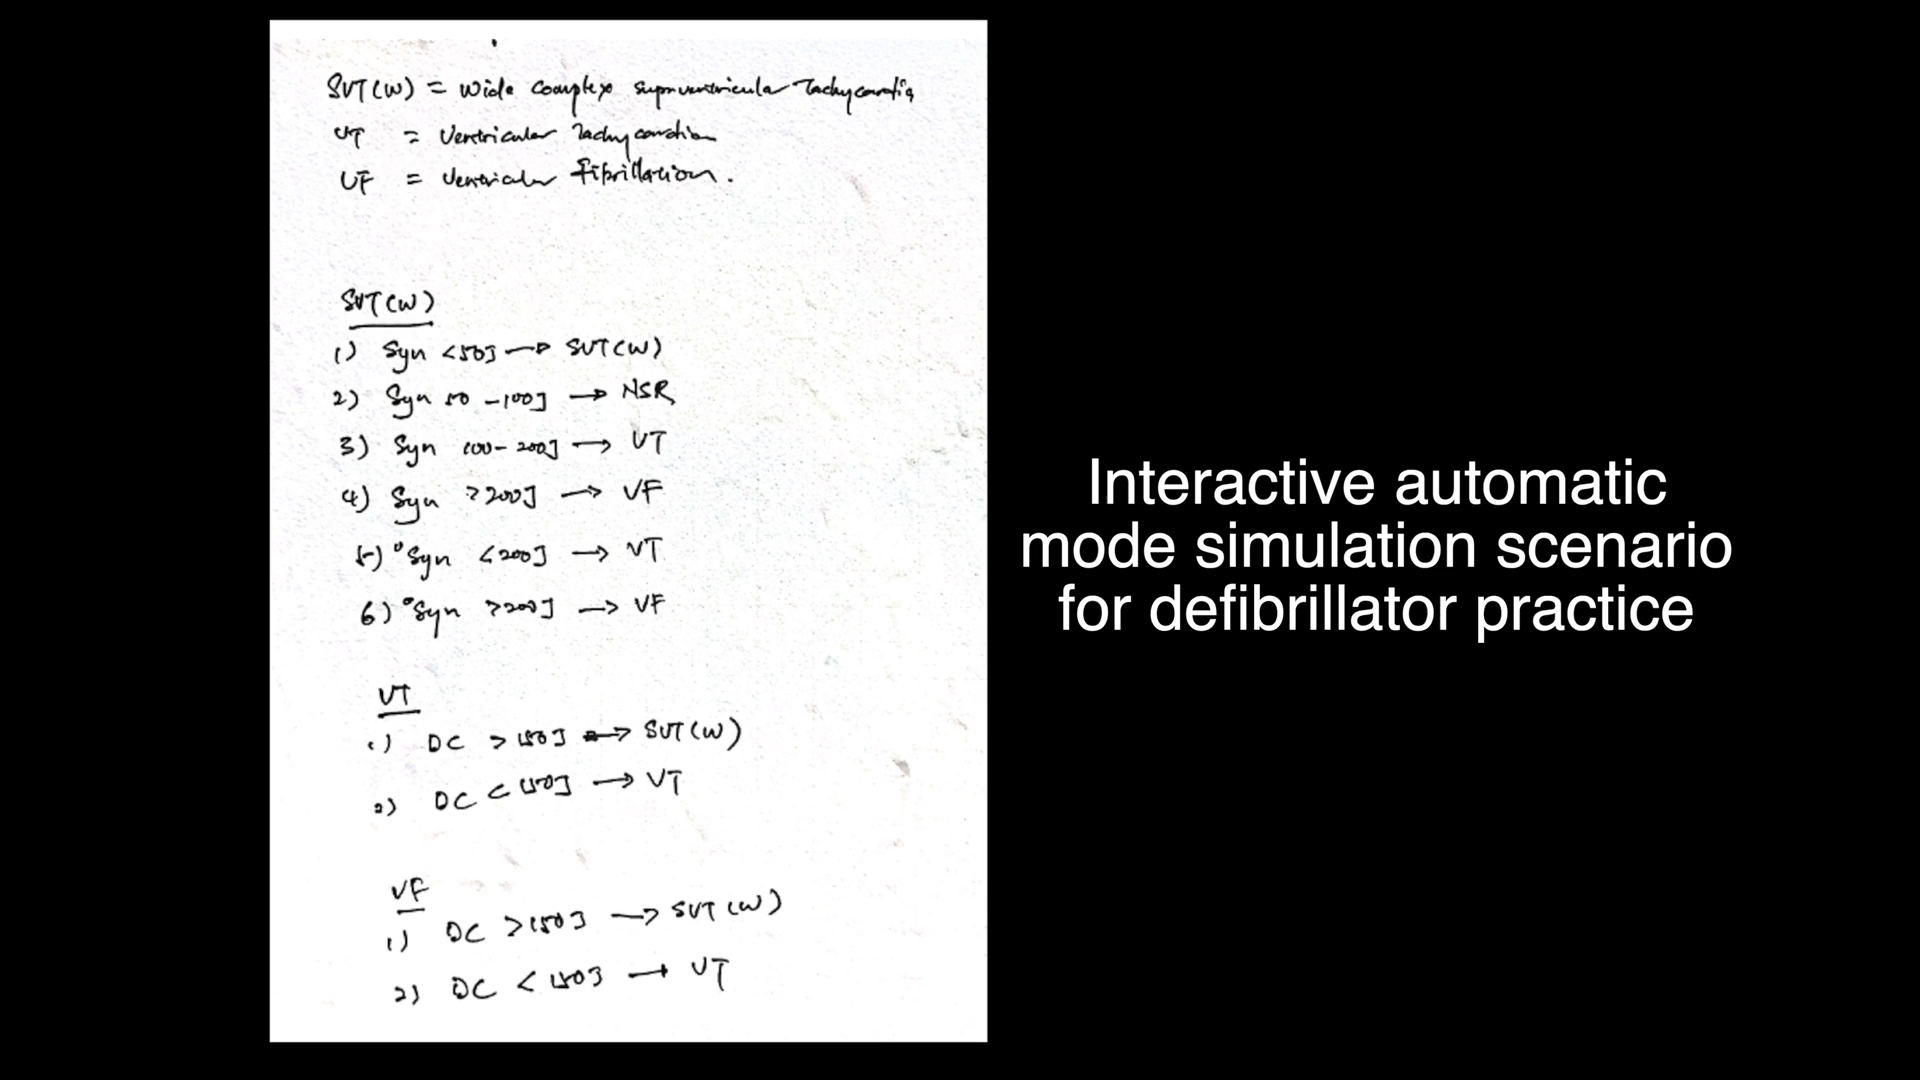 SVT(W) = Wide complex supraventricular Tachycardia
VT = Ventricular Tachycardia
VF = Ventricular fibrillation.
SVT(W)
1) Syn <50J → SVT(W)
2) Syn 50 - 100J → NSR
3) Syn 100 - 200J → VT
4) Syn >200J → VF
5) °Syn <200J → VT
6) °Syn >200J → VF
VT
1) DC >150J → SVT(W)
2) DC <150J → VT
VF
1) DC >150J → SVT(W)
2) DC <150J → VT
Interactive automatic
mode simulation scenario
for defibrillator practice